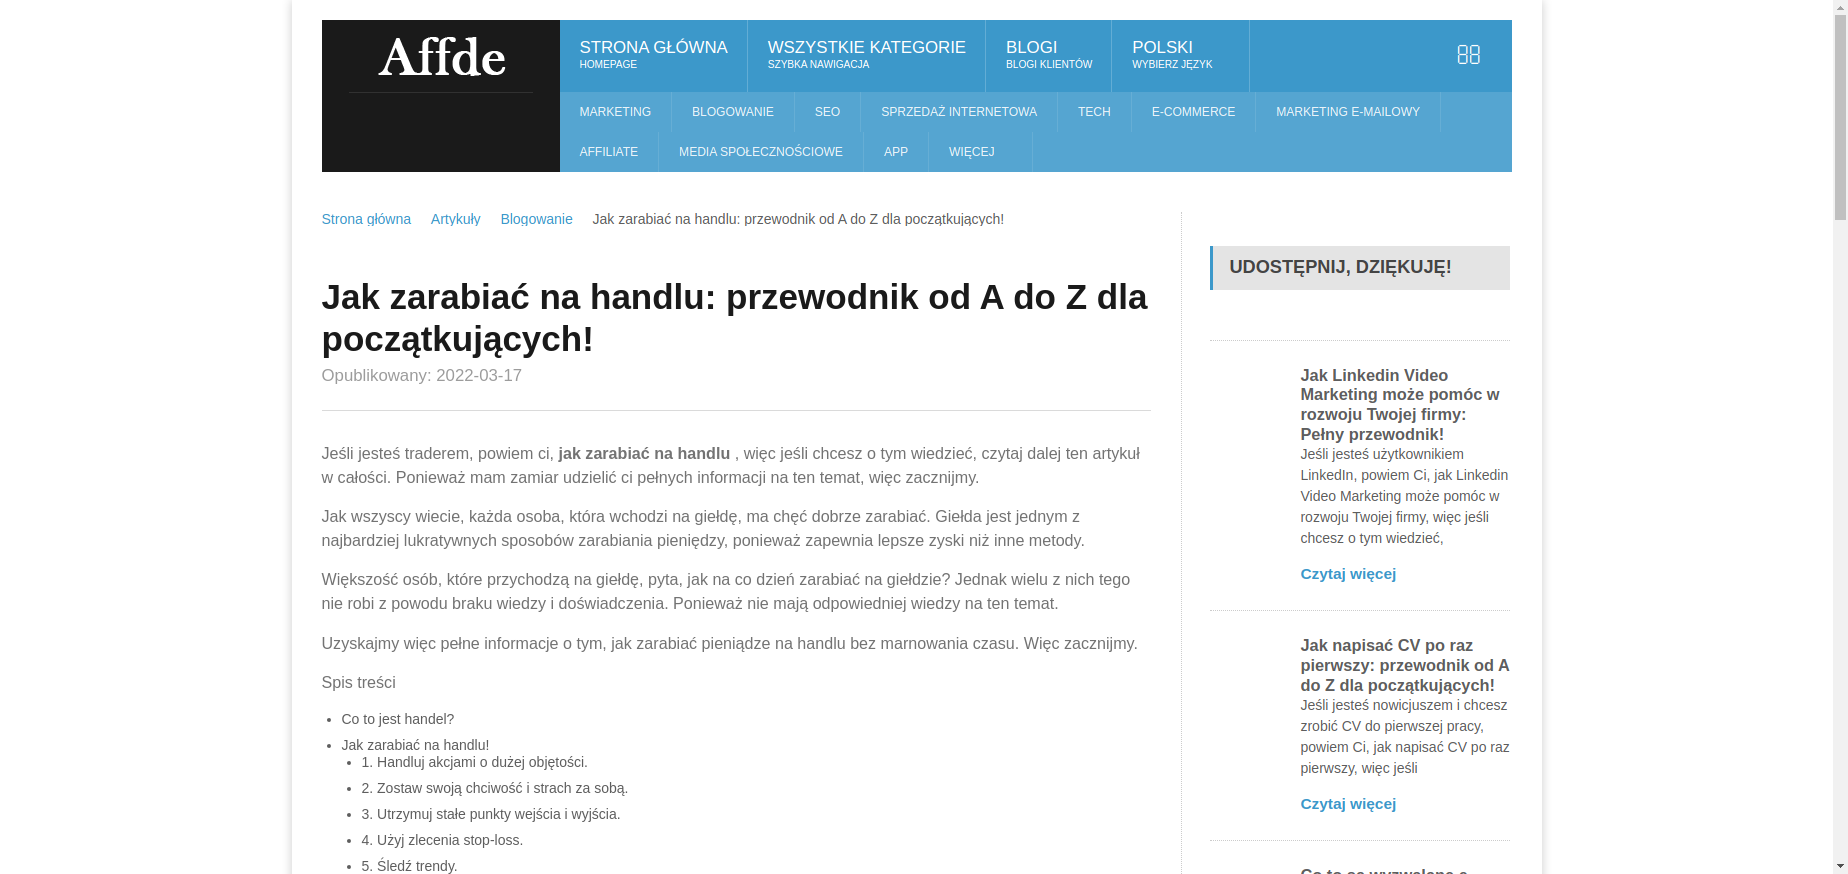 Affde
STRONA GŁÓWNA
HOMEPAGE
WSZYSTKIE KATEGORIE
SZYBKA NAWIGACJA
BLOGI
BLOGI KLIENTÓW
POLSKI
WYBIERZ JĘZYK
MARKETING BLOGOWANIE SEO SPRZEDAŻ INTERNETOWA TECH E-COMMERCE MARKETING E-MAILOWY
AFFILIATE MEDIA SPOŁECZNOŚCIOWE APP WIĘCEJ
Strona główna Artykuły Blogowanie Jak zarabiać na handlu: przewodnik od A do Z dla początkujących!
Jak zarabiać na handlu: przewodnik od A do Z dla
początkujących!
Opublikowany: 2022-03-17
Jeśli jesteś traderem, powiem ci, jak zarabiać na handlu , więc jeśli chcesz o tym wiedzieć, czytaj dalej ten artykuł
w całości. Ponieważ mam zamiar udzielić ci pełnych informacji na ten temat, więc zacznijmy.
Jak wszyscy wiecie, każda osoba, która wchodzi na giełdę, ma chęć dobrze zarabiać. Giełda jest jednym z
najbardziej lukratywnych sposobów zarabiania pieniędzy, ponieważ zapewnia lepsze zyski niż inne metody.
Większość osób, które przychodzą na giełdę, pyta, jak na co dzień zarabiać na giełdzie? Jednak wielu z nich tego
nie robi z powodu braku wiedzy i doświadczenia. Ponieważ nie mają odpowiedniej wiedzy na ten temat.
Uzyskajmy więc pełne informacje o tym, jak zarabiać pieniądze na handlu bez marnowania czasu. Więc zacznijmy.
Spis treści
• Co to jest handel?
• Jak zarabiać na handlu!
• 1. Handluj akcjami o dużej objętości.
• 2. Zostaw swoją chciwość i strach za sobą.
• 3. Utrzymuj stałe punkty wejścia i wyjścia.
• 4. Użyj zlecenia stop-loss.
• 5. Śledź trendy.
UDOSTĘPNIJ, DZIĘKUJĘ!
Jak Linkedin Video
Marketing może pomóc w
rozwoju Twojej firmy:
Pełny przewodnik!
Jeśli jesteś użytkownikiem
LinkedIn, powiem Ci, jak Linkedin
Video Marketing może pomóc w
rozwoju Twojej firmy, więc jeśli
chcesz o tym wiedzieć,
Czytaj więcej
Jak napisać CV po raz
pierwszy: przewodnik od A
do Z dla początkujących!
Jeśli jesteś nowicjuszem i chcesz
zrobić CV do pierwszej pracy,
powiem Ci, jak napisać CV po raz
pierwszy, więc jeśli
Czytaj więcej
Co to są wyzwalane e-